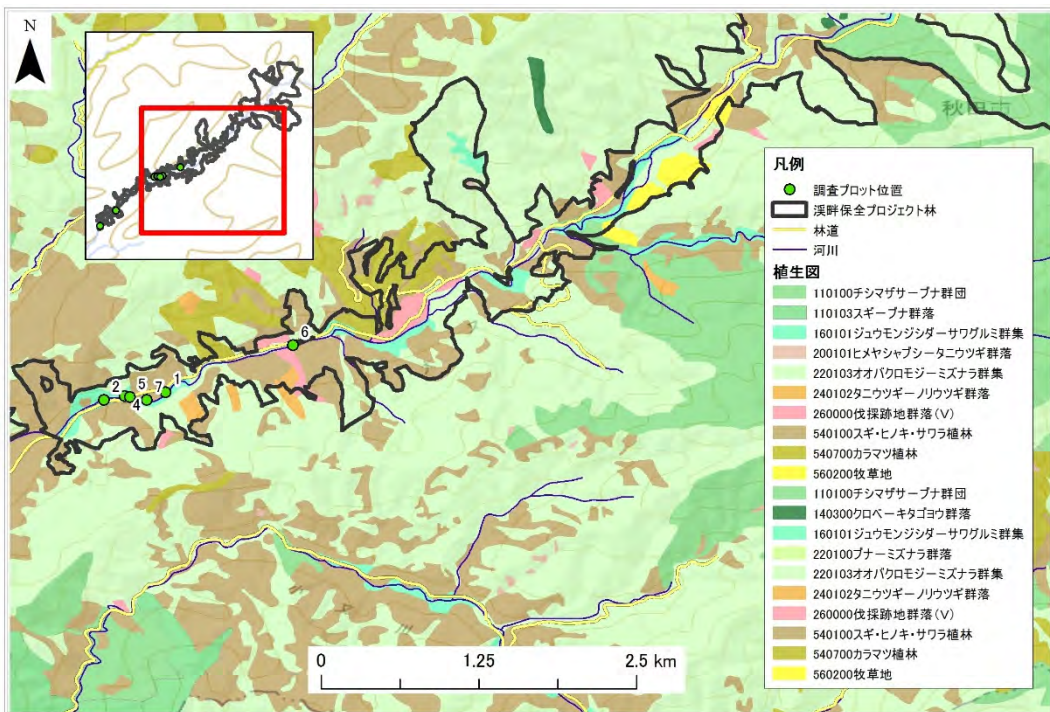 N
秋田市
6
2
5
1
7
4
凡例
調査プロット位置
渓畔保全プロジェクト林
林道
河川
植生図
110100チシマザサーブナ群団
110103スギーブナ群落
160101ジュウモンジシダーサワグルミ群集
200101ヒメヤシャブシータニウツギ群落
220103オオバクロモジーミズナラ群集
240102タニウツギーノリウツギ群落
260000伐採跡地群落(Ⅴ)
540100スギ・ヒノキ・サワラ植林
540700カラマツ植林
560200牧草地
110100チシマザサーブナ群団
140300クロベーキタゴヨウ群落
160101ジュウモンジシダーサワグルミ群集
220100ブナーミズナラ群落
220103オオバクロモジーミズナラ群集
240102タニウツギーノリウツギ群落
260000伐採跡地群落(Ⅴ)
540100スギ・ヒノキ・サワラ植林
540700カラマツ植林
560200牧草地
0 1.25 2.5 km